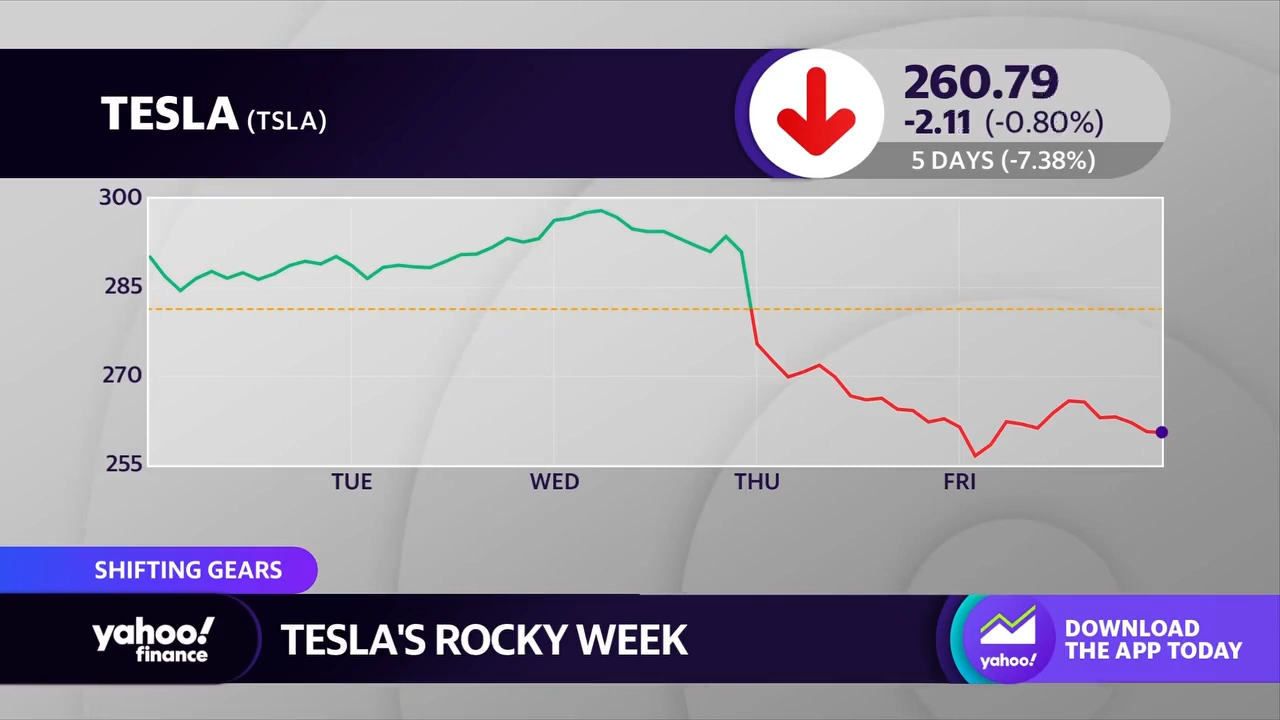 TESLA (TSLA)
260.79
-2.11 (-0.80%)
5 DAYS (-7.38%)
300
285
270
255
TUE WED THU FRI
SHIFTING GEARS
yahoo!
finance
TESLA'S ROCKY WEEK
yahoo!
DOWNLOAD
THE APP TODAY